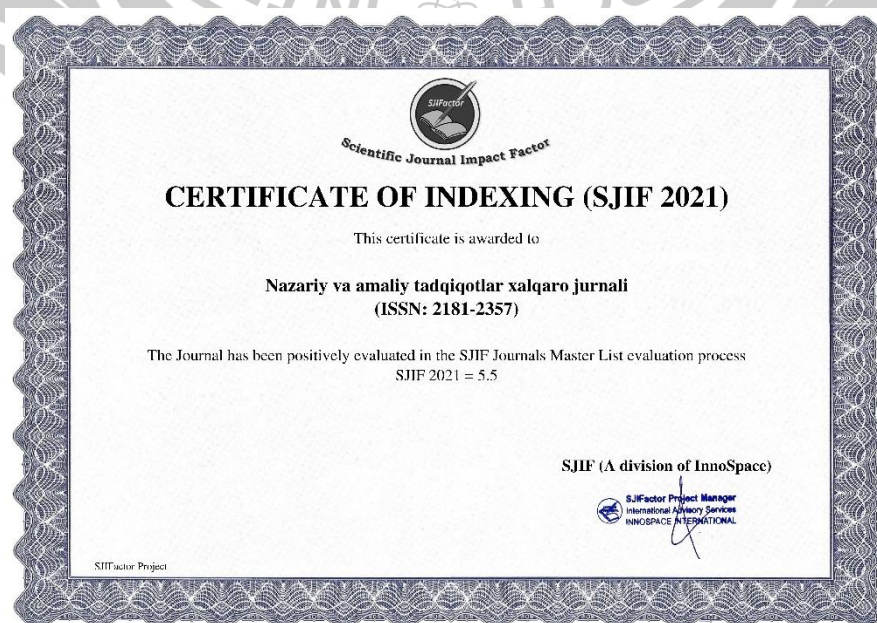 SJIFactor
Scientific Journal Impact Factor
CERTIFICATE OF INDEXING (SJIF 2021)
This certificate is awarded to
Nazariy va amaliy tadqiqotlar xalqaro jurnali
(ISSN: 2181-2357)
The Journal has been positively evaluated in the SJIF Journals Master List evaluation process
SJIF 2021 = 5.5
SJIF (A division of InnoSpace)
SJIFactor Project Manager
International Advisory Services
INNOSPACE INTERNATIONAL
SJIFactor Project